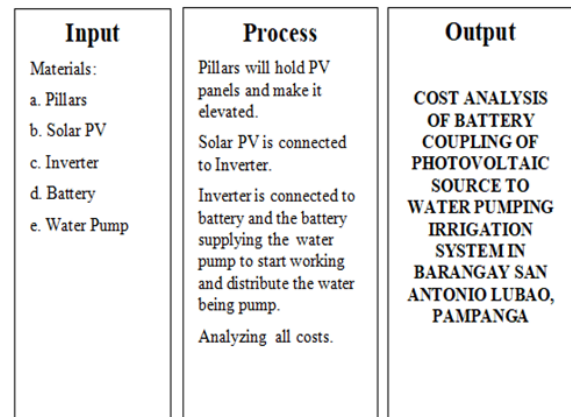 Input
Materials:
a. Pillars
b. Solar PV
c. Inverter
d. Battery
e. Water Pump
Process
Pillars will hold PV
panels and make it
elevated.
Solar PV is connected
to Inverter.
Inverter is connected to
battery and the battery
supplying the water
pump to start working
and distribute the water
being pump.
Analyzing all costs.
Output
COST ANALYSIS
OF BATTERY
COUPLING OF
PHOTOVOLTAIC
SOURCE TO
WATER PUMPING
IRRIGATION
SYSTEM IN
BARANGAY SAN
ANTONIO LUBAO,
PAMPANGA